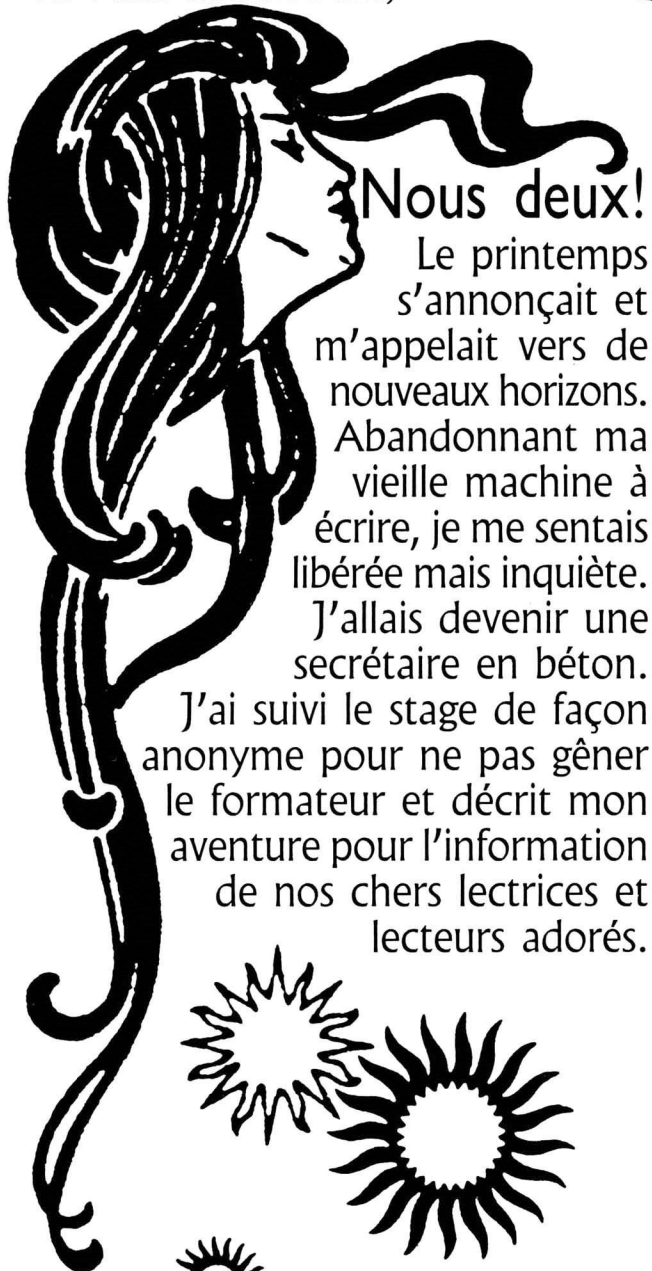 Nous deux!
Le printemps
s'annonçait et
m'appelait vers de
nouveaux horizons.
Abandonnant ma
vieille machine à
écrire, je me sentais
libérée mais inquiète.
J'allais devenir une
secrétaire en béton.
J'ai suivi le stage de façon
anonyme pour ne pas gêner
le formateur et décrit mon
aventure pour l'information
de nos chers lectrices et
lecteurs adorés.